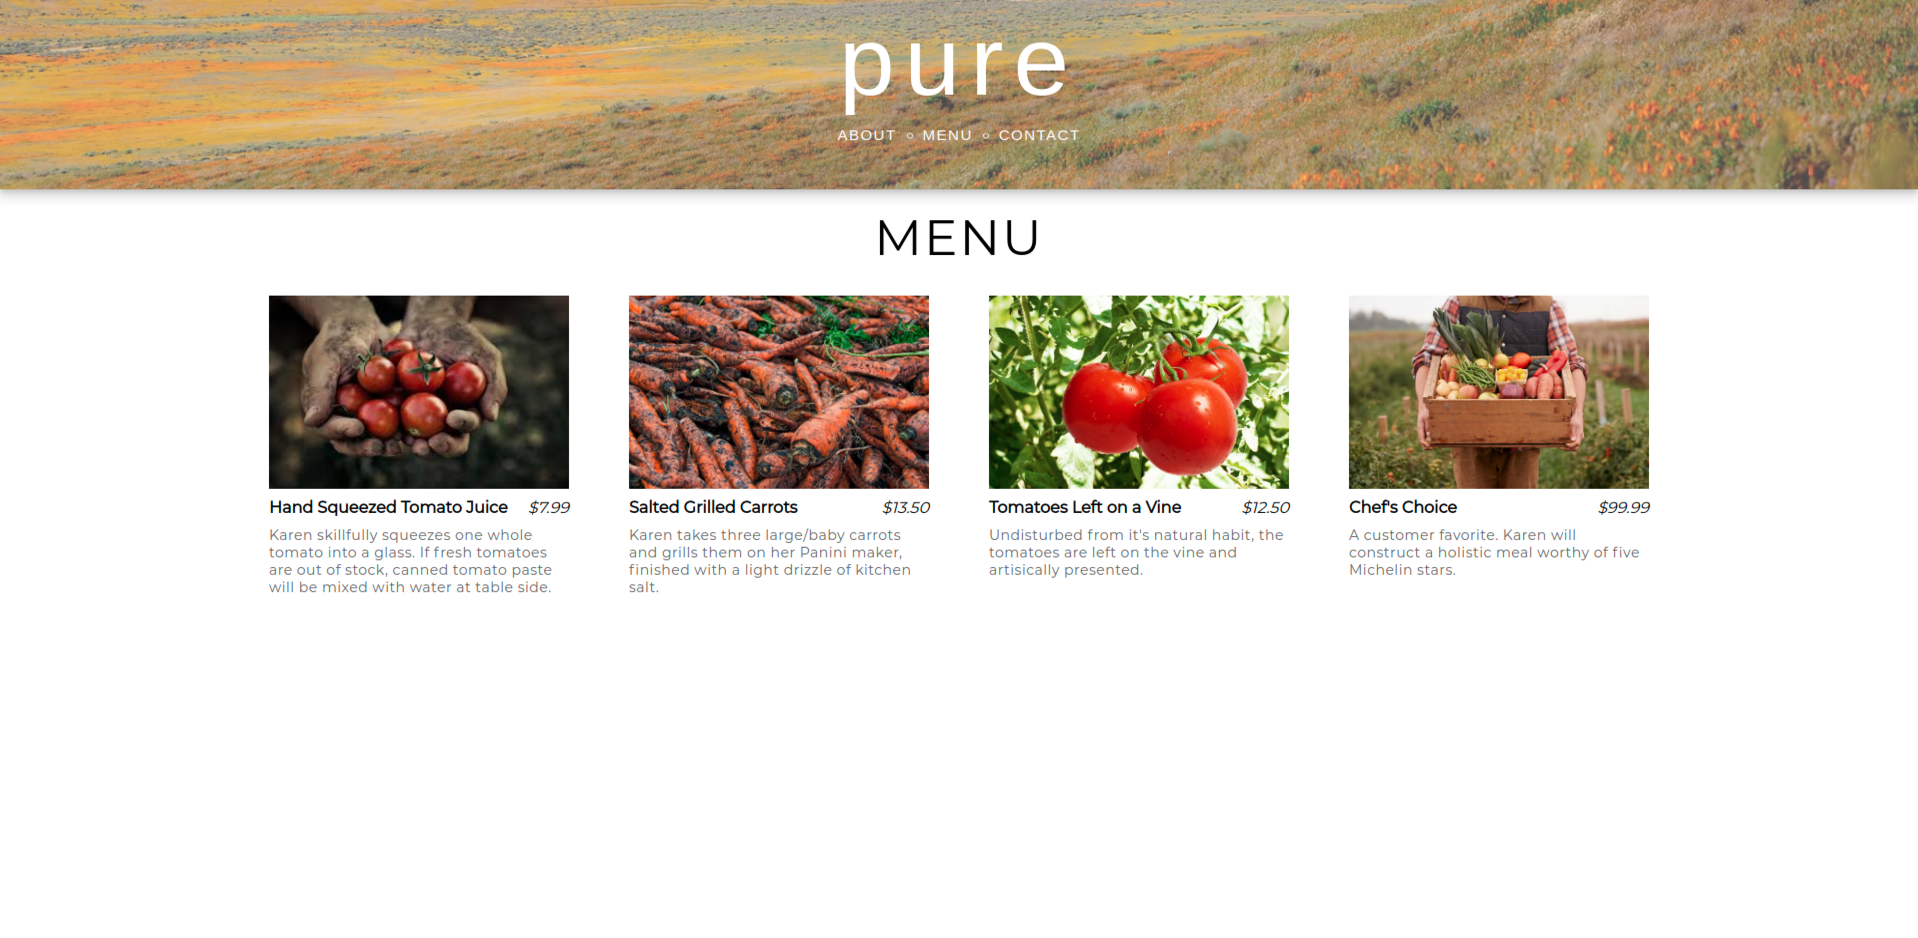 pure
ABOUT ○ MENU ○ CONTACT
MENU
Hand Squeezed Tomato Juice $7.99
Karen skillfully squeezes one whole
tomato into a glass. If fresh tomatoes
are out of stock, canned tomato paste
will be mixed with water at table side.
Salted Grilled Carrots $13.50
Karen takes three large/baby carrots
and grills them on her Panini maker,
finished with a light drizzle of kitchen
salt.
Tomatoes Left on a Vine $12.50
Undisturbed from it's natural habit, the
tomatoes are left on the vine and
artisically presented.
Chef's Choice $99.99
A customer favorite. Karen will
construct a holistic meal worthy of five
Michelin stars.